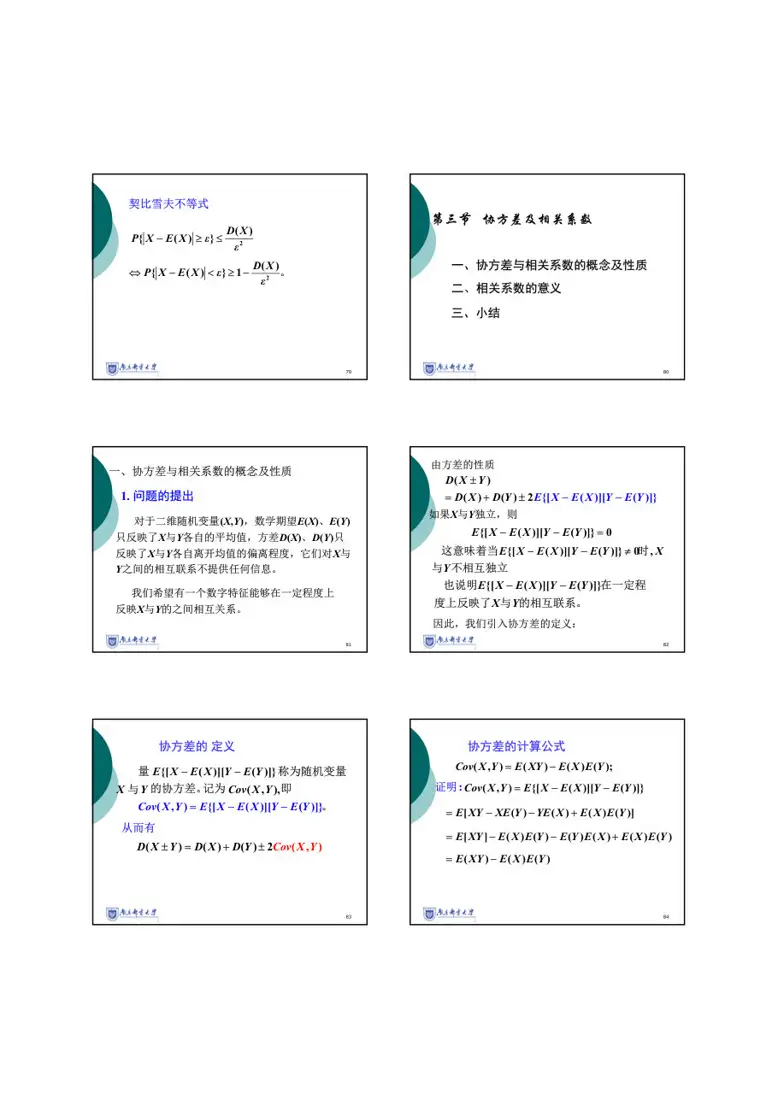 契比雪夫不等式
P{|X − E(X)| ≥ ε} ≤ D(X)/ε²
⇔ P{|X − E(X)| < ε} ≥ 1 − D(X)/ε²。
79
第三节 协方差及相关系数
一、协方差与相关系数的概念及性质
二、相关系数的意义
三、小结
80
一、协方差与相关系数的概念及性质
1. 问题的提出
对于二维随机变量(X,Y)，数学期望E(X)、E(Y)
只反映了X与Y各自的平均值，方差D(X)、D(Y)只
反映了X与Y各自离开均值的偏离程度，它们对X与
Y之间的相互联系不提供任何信息。
我们希望有一个数字特征能够在一定程度上
反映X与Y的之间相互关系。
81
由方差的性质
D(X ± Y)
= D(X) + D(Y) ± 2E{[X − E(X)][Y − E(Y)]}
如果X与Y独立，则
E{[X − E(X)][Y − E(Y)]} = 0
这意味着当E{[X − E(X)][Y − E(Y)]} ≠ 0时, X
与Y不相互独立
也说明E{[X − E(X)][Y − E(Y)]}在一定程
度上反映了X与Y的相互联系。
因此，我们引入协方差的定义：
82
协方差的 定义
量 E{[X − E(X)][Y − E(Y)]} 称为随机变量
X 与 Y 的协方差。记为 Cov(X,Y),即
Cov(X,Y) = E{[X − E(X)][Y − E(Y)]}。
从而有
D(X ± Y) = D(X) + D(Y) ± 2Cov(X,Y)
83
协方差的计算公式
Cov(X,Y) = E(XY) − E(X)E(Y);
证明: Cov(X,Y) = E{[X − E(X)][Y − E(Y)]}
= E[XY − XE(Y) − YE(X) + E(X)E(Y)]
= E[XY] − E(X)E(Y) − E(Y)E(X) + E(X)E(Y)
= E(XY) − E(X)E(Y)
84